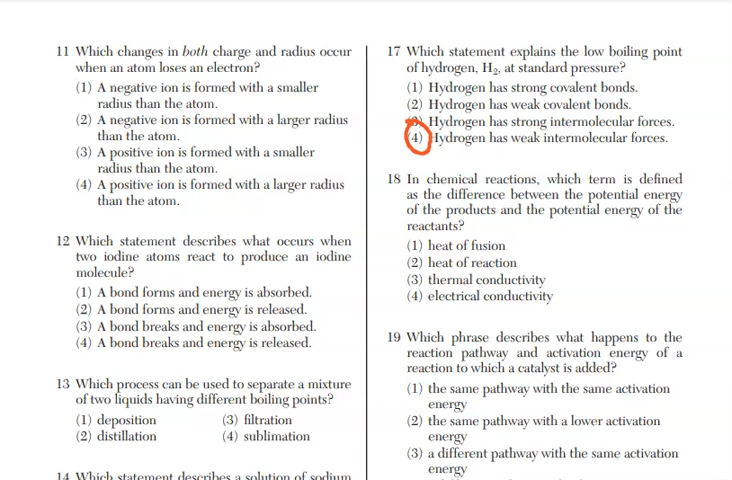 11 Which changes in both charge and radius occur
when an atom loses an electron?
(1) A negative ion is formed with a smaller
radius than the atom.
(2) A negative ion is formed with a larger radius
than the atom.
(3) A positive ion is formed with a smaller
radius than the atom.
(4) A positive ion is formed with a larger radius
than the atom.
12 Which statement describes what occurs when
two iodine atoms react to produce an iodine
molecule?
(1) A bond forms and energy is absorbed.
(2) A bond forms and energy is released.
(3) A bond breaks and energy is absorbed.
(4) A bond breaks and energy is released.
13 Which process can be used to separate a mixture
of two liquids having different boiling points?
(1) deposition (3) filtration
(2) distillation (4) sublimation
14 Which statement describes a solution of sodium
17 Which statement explains the low boiling point
of hydrogen, H₂, at standard pressure?
(1) Hydrogen has strong covalent bonds.
(2) Hydrogen has weak covalent bonds.
(3) Hydrogen has strong intermolecular forces.
(4) Hydrogen has weak intermolecular forces.
18 In chemical reactions, which term is defined
as the difference between the potential energy
of the products and the potential energy of the
reactants?
(1) heat of fusion
(2) heat of reaction
(3) thermal conductivity
(4) electrical conductivity
19 Which phrase describes what happens to the
reaction pathway and activation energy of a
reaction to which a catalyst is added?
(1) the same pathway with the same activation
energy
(2) the same pathway with a lower activation
energy
(3) a different pathway with the same activation
energy